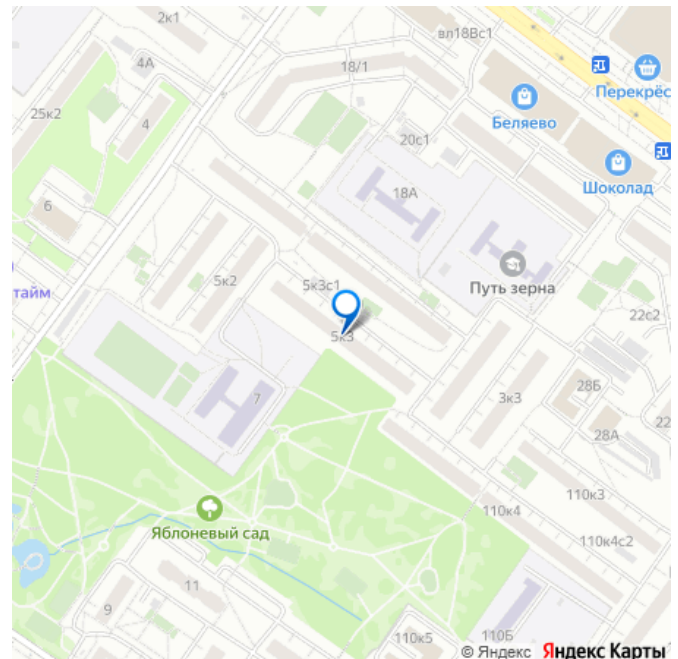 2к1
вл18Вс1
4А
18/1
Перекрёс
25к2
4
Беляево
20с1
Шоколад
18А
6
5к2
5к3с1
Путь зерна
тайм
22с2
5к3
7
3к3
28Б
28А
22
110к3
110к4
Яблоневый сад
110к4с2
11
9
110к5
110Б
© Яндекс Яндекс Карты